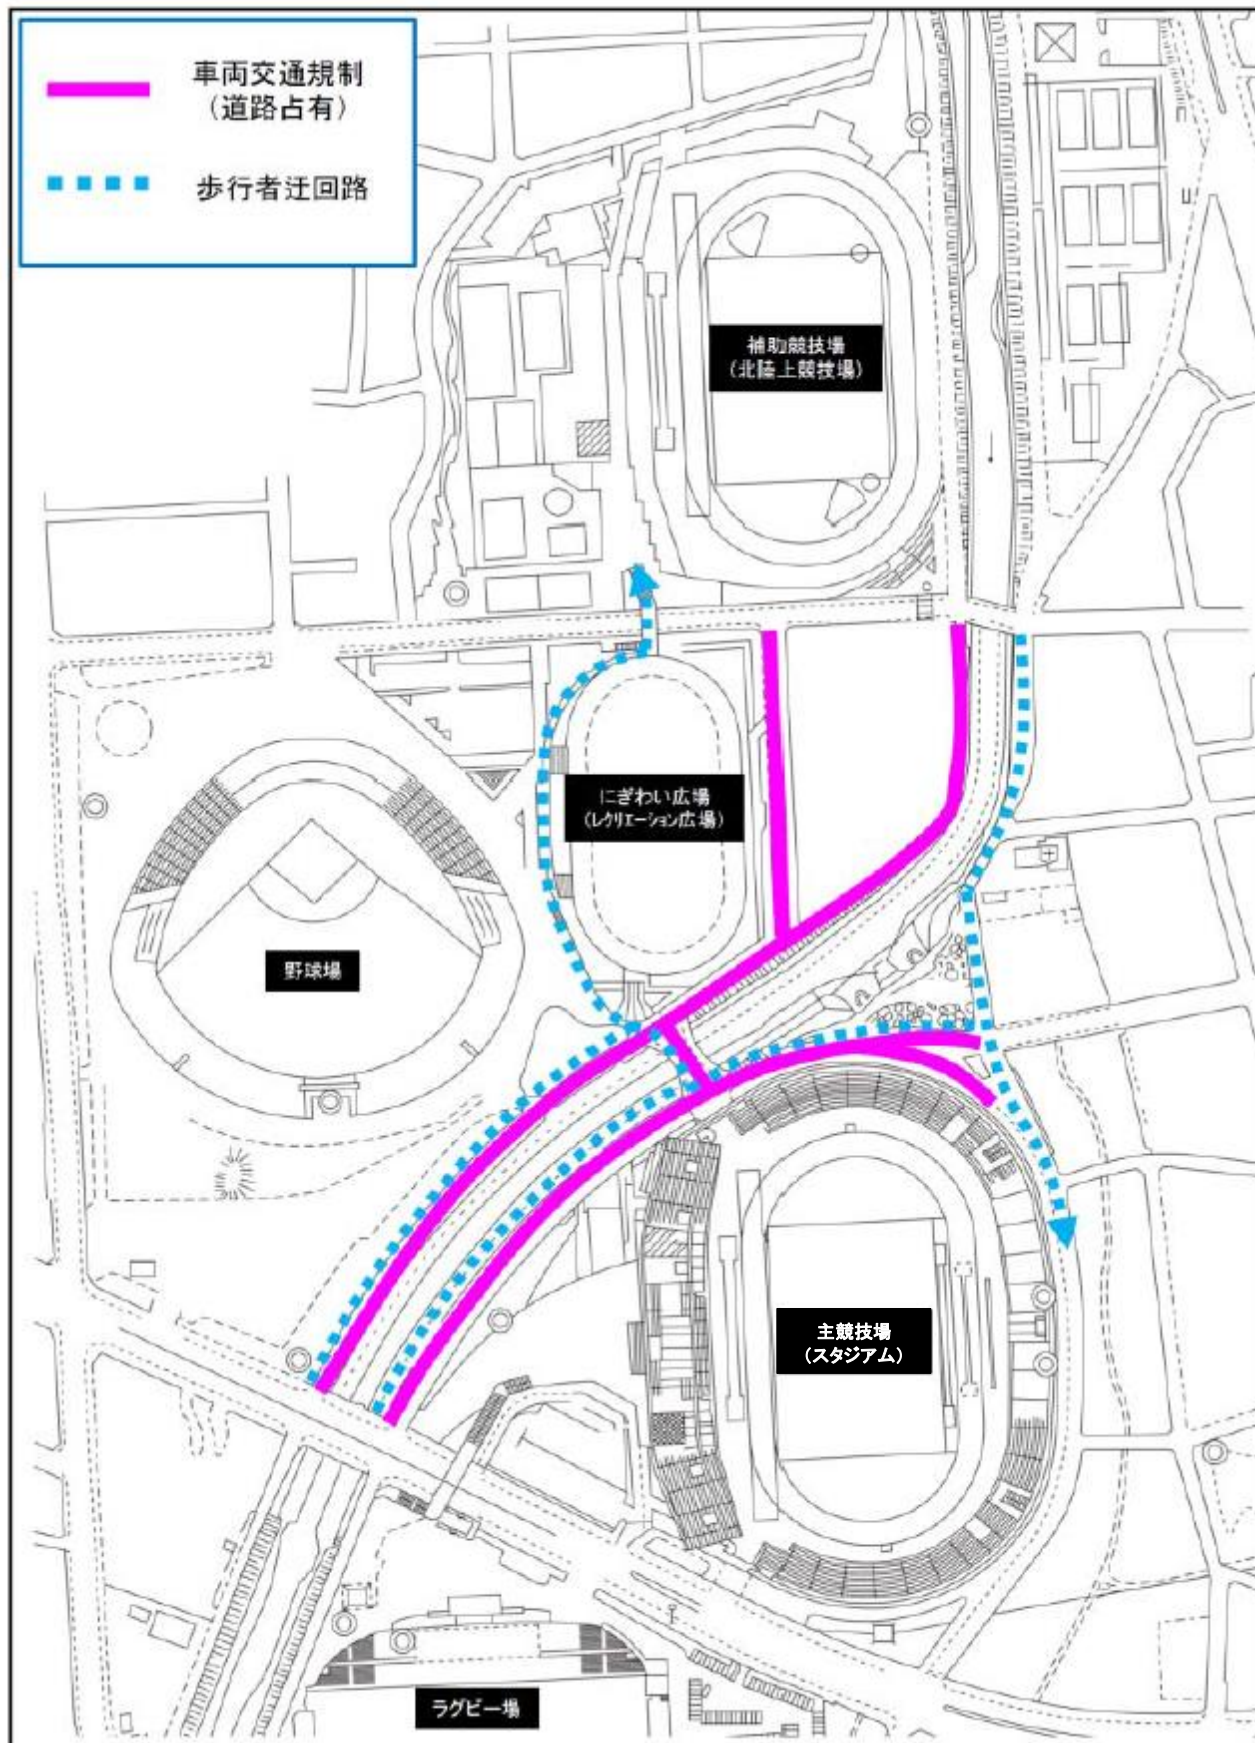 車両交通規制
（道路占有）
歩行者迂回路
補助競技場
（北陸上競技場）
にぎわい広場
（レクリエーション広場）
野球場
主競技場
（スタジアム）
ラグビー場